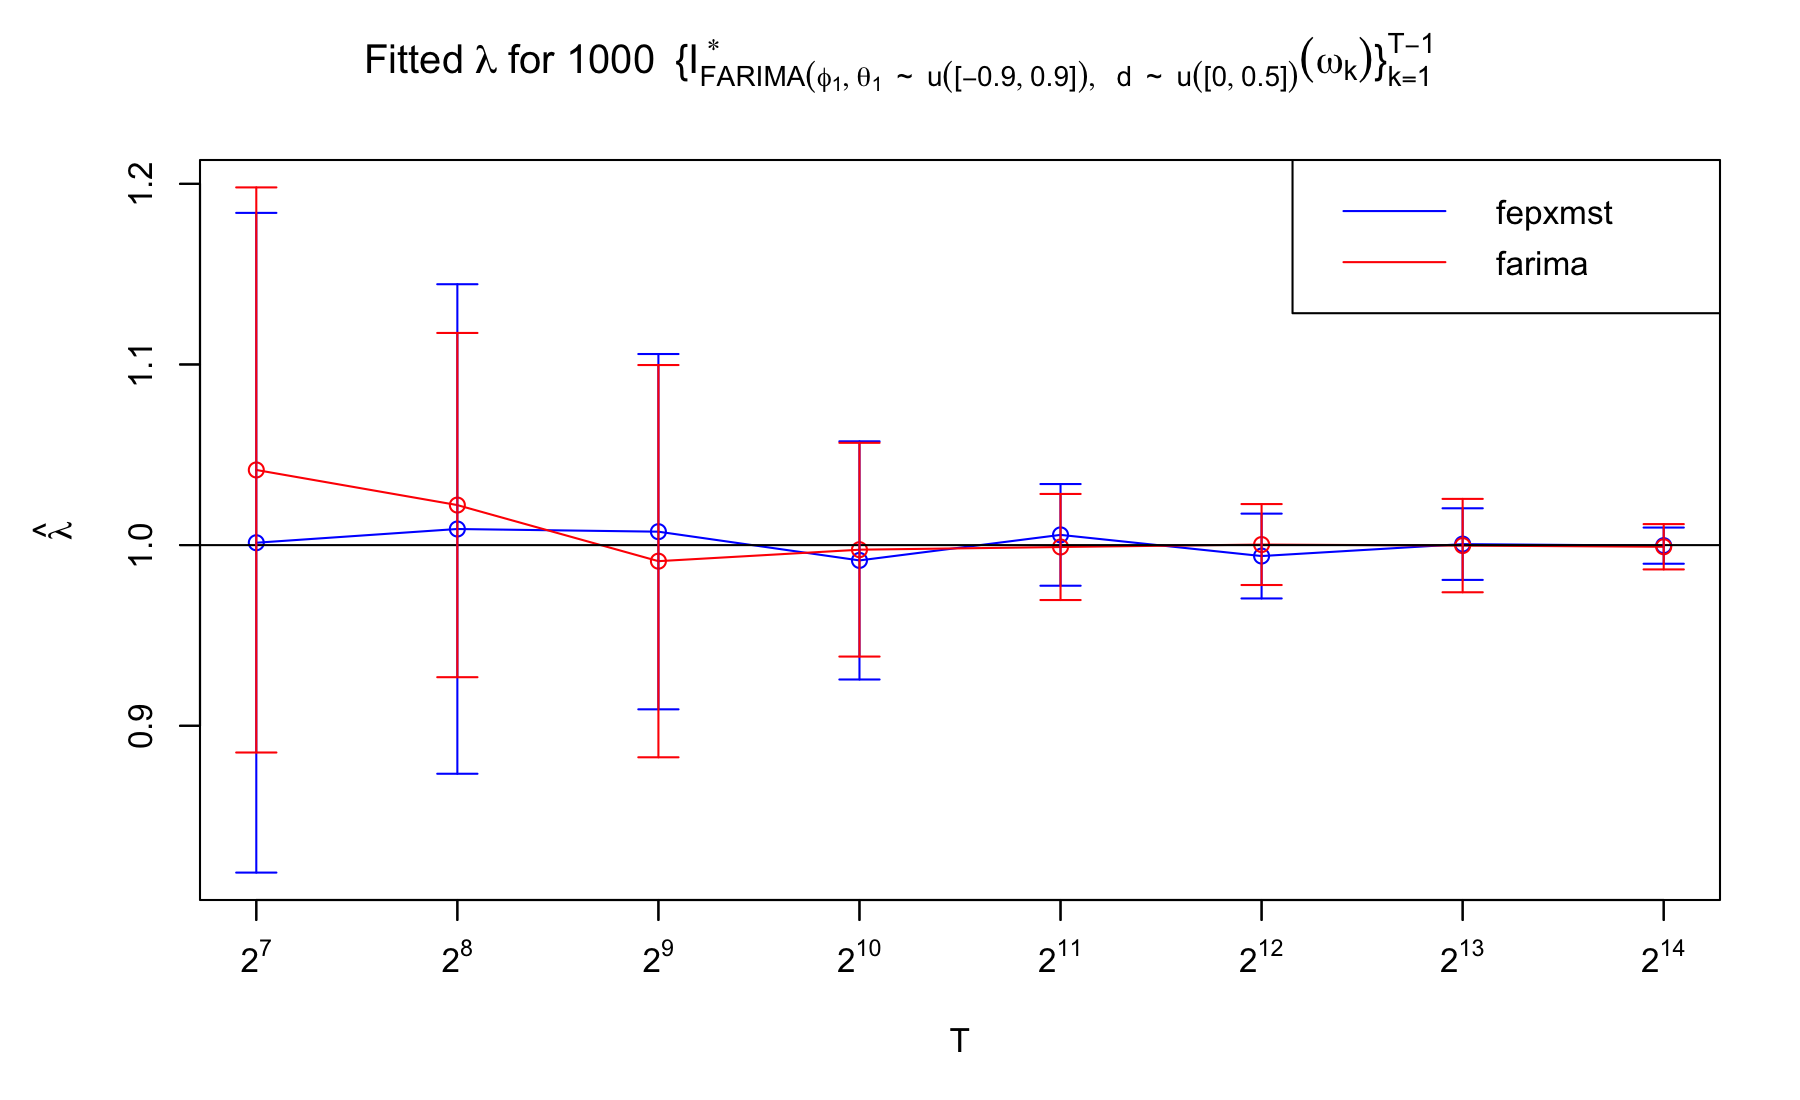 Fitted λ for 1000 {I*FARIMA(ϕ1, θ1 ~ u([−0.9, 0.9]), d ~ u([0, 0.5])(ωk)}T−1k=1
fepxmst
farima
1.2
1.1
1.0
0.9
λ̂
2^7 2^8 2^9 2^10 2^11 2^12 2^13 2^14
T